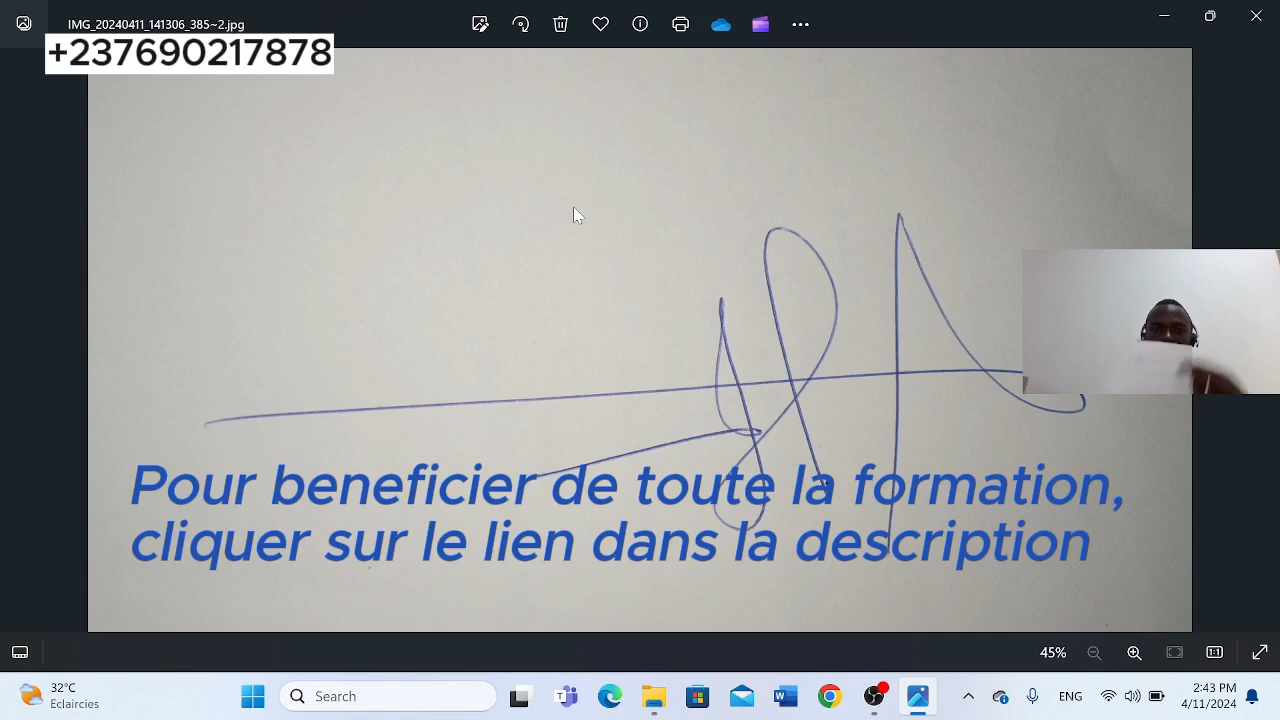 IMG_20240411_141306_385~2.jpg
+237690217878
Pour beneficier de toute la formation,
cliquer sur le lien dans la description
45%
32°C
Eclaircies
Search
ENG
2:43 PM
4/11/2024